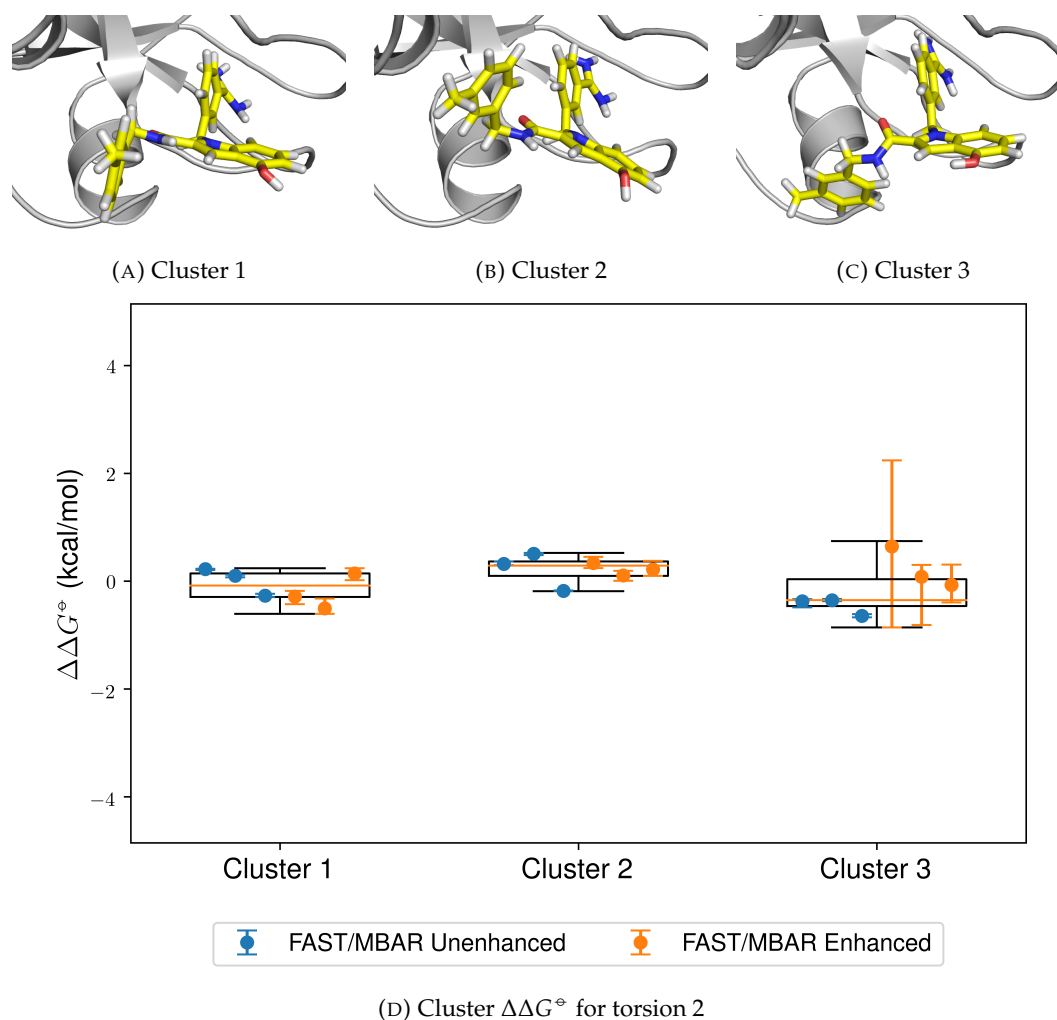 (A) Cluster 1
(B) Cluster 2
(C) Cluster 3
ΔΔG⦵ (kcal/mol)
4
2
0
−2
−4
Cluster 1
Cluster 2
Cluster 3
FAST/MBAR Unenhanced
FAST/MBAR Enhanced
(D) Cluster ΔΔG⦵ for torsion 2